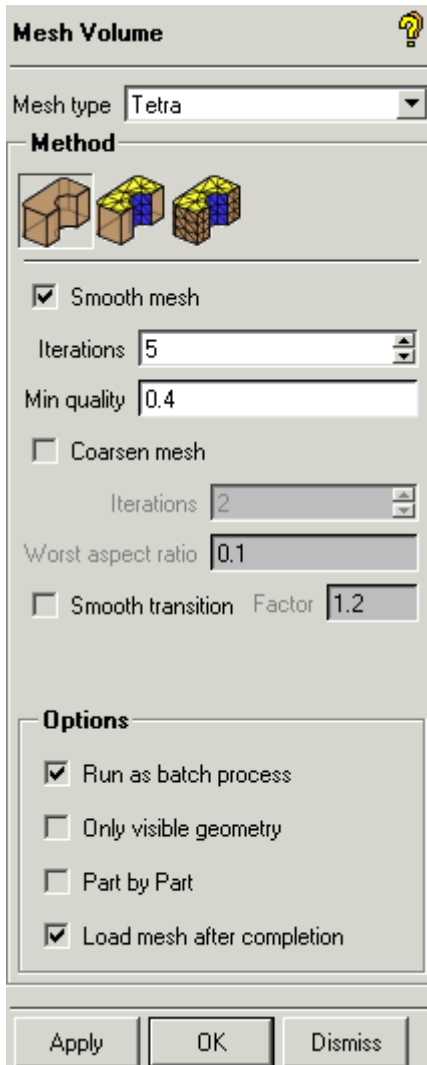 Mesh Volume
Mesh type Tetra
Method
Smooth mesh
Iterations 5
Min quality 0.4
Coarsen mesh
Iterations 2
Worst aspect ratio 0.1
Smooth transition Factor 1.2
Options
Run as batch process
Only visible geometry
Part by Part
Load mesh after completion
Apply OK Dismiss